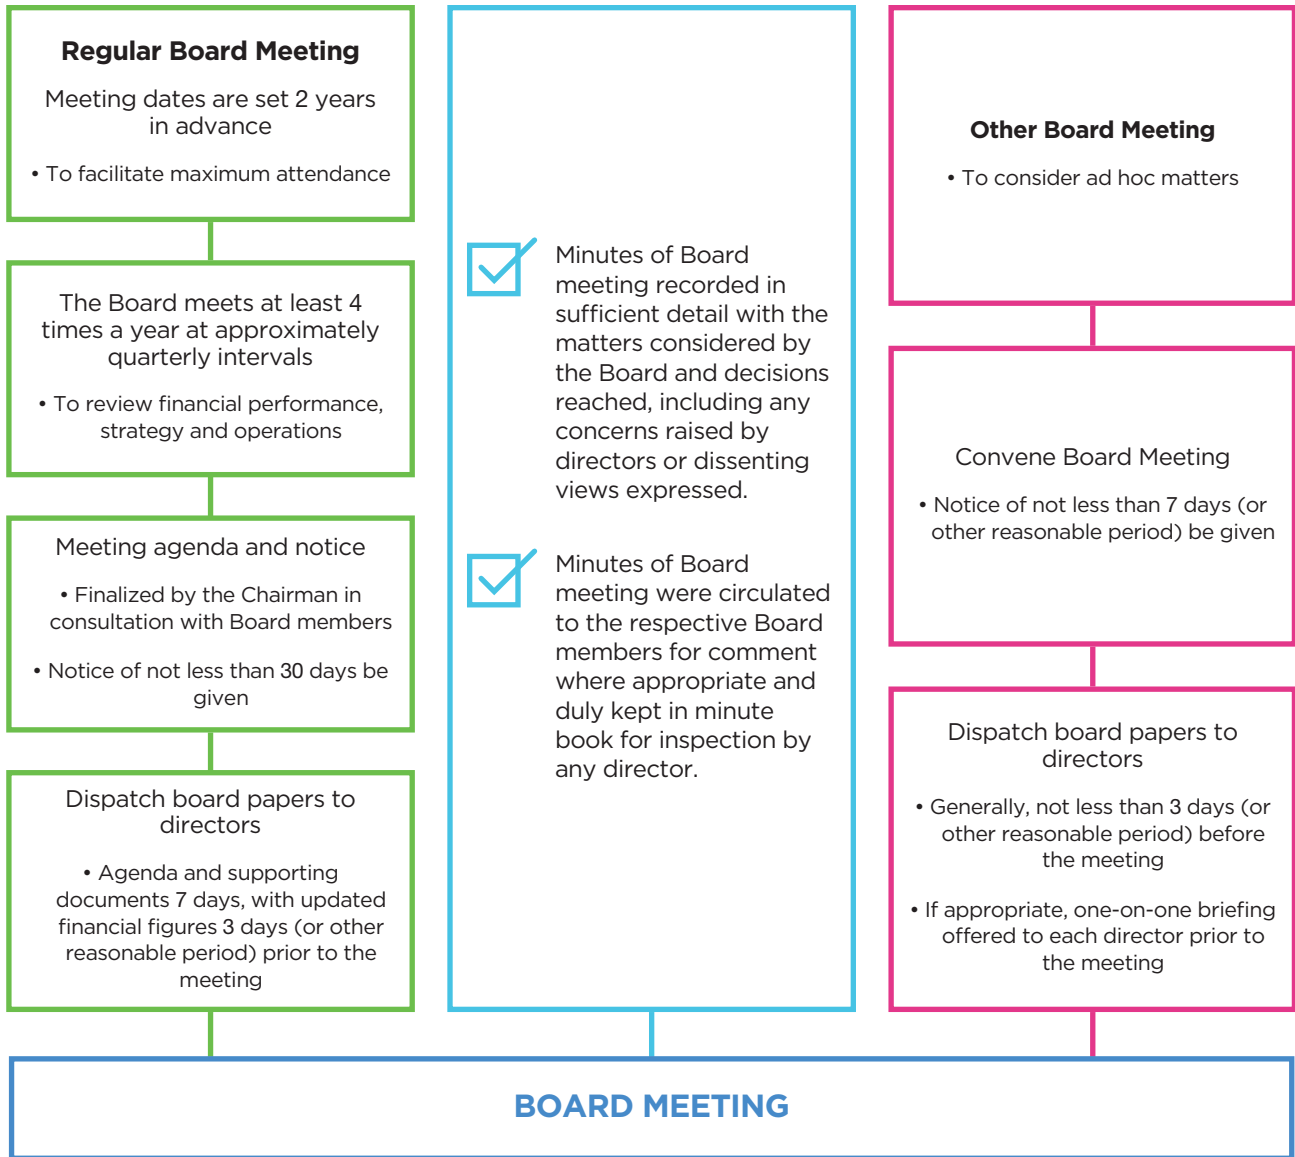 Regular Board Meeting
Meeting dates are set 2 years
in advance
• To facilitate maximum attendance
The Board meets at least 4
times a year at approximately
quarterly intervals
• To review financial performance,
strategy and operations
Meeting agenda and notice
• Finalized by the Chairman in
consultation with Board members
• Notice of not less than 30 days be
given
Dispatch board papers to
directors
• Agenda and supporting
documents 7 days, with updated
financial figures 3 days (or other
reasonable period) prior to the
meeting
Minutes of Board
meeting recorded in
sufficient detail with the
matters considered by
the Board and decisions
reached, including any
concerns raised by
directors or dissenting
views expressed.
Minutes of Board
meeting were circulated
to the respective Board
members for comment
where appropriate and
duly kept in minute
book for inspection by
any director.
Other Board Meeting
• To consider ad hoc matters
Convene Board Meeting
• Notice of not less than 7 days (or
other reasonable period) be given
Dispatch board papers to
directors
• Generally, not less than 3 days (or
other reasonable period) before
the meeting
• If appropriate, one-on-one briefing
offered to each director prior to
the meeting
BOARD MEETING